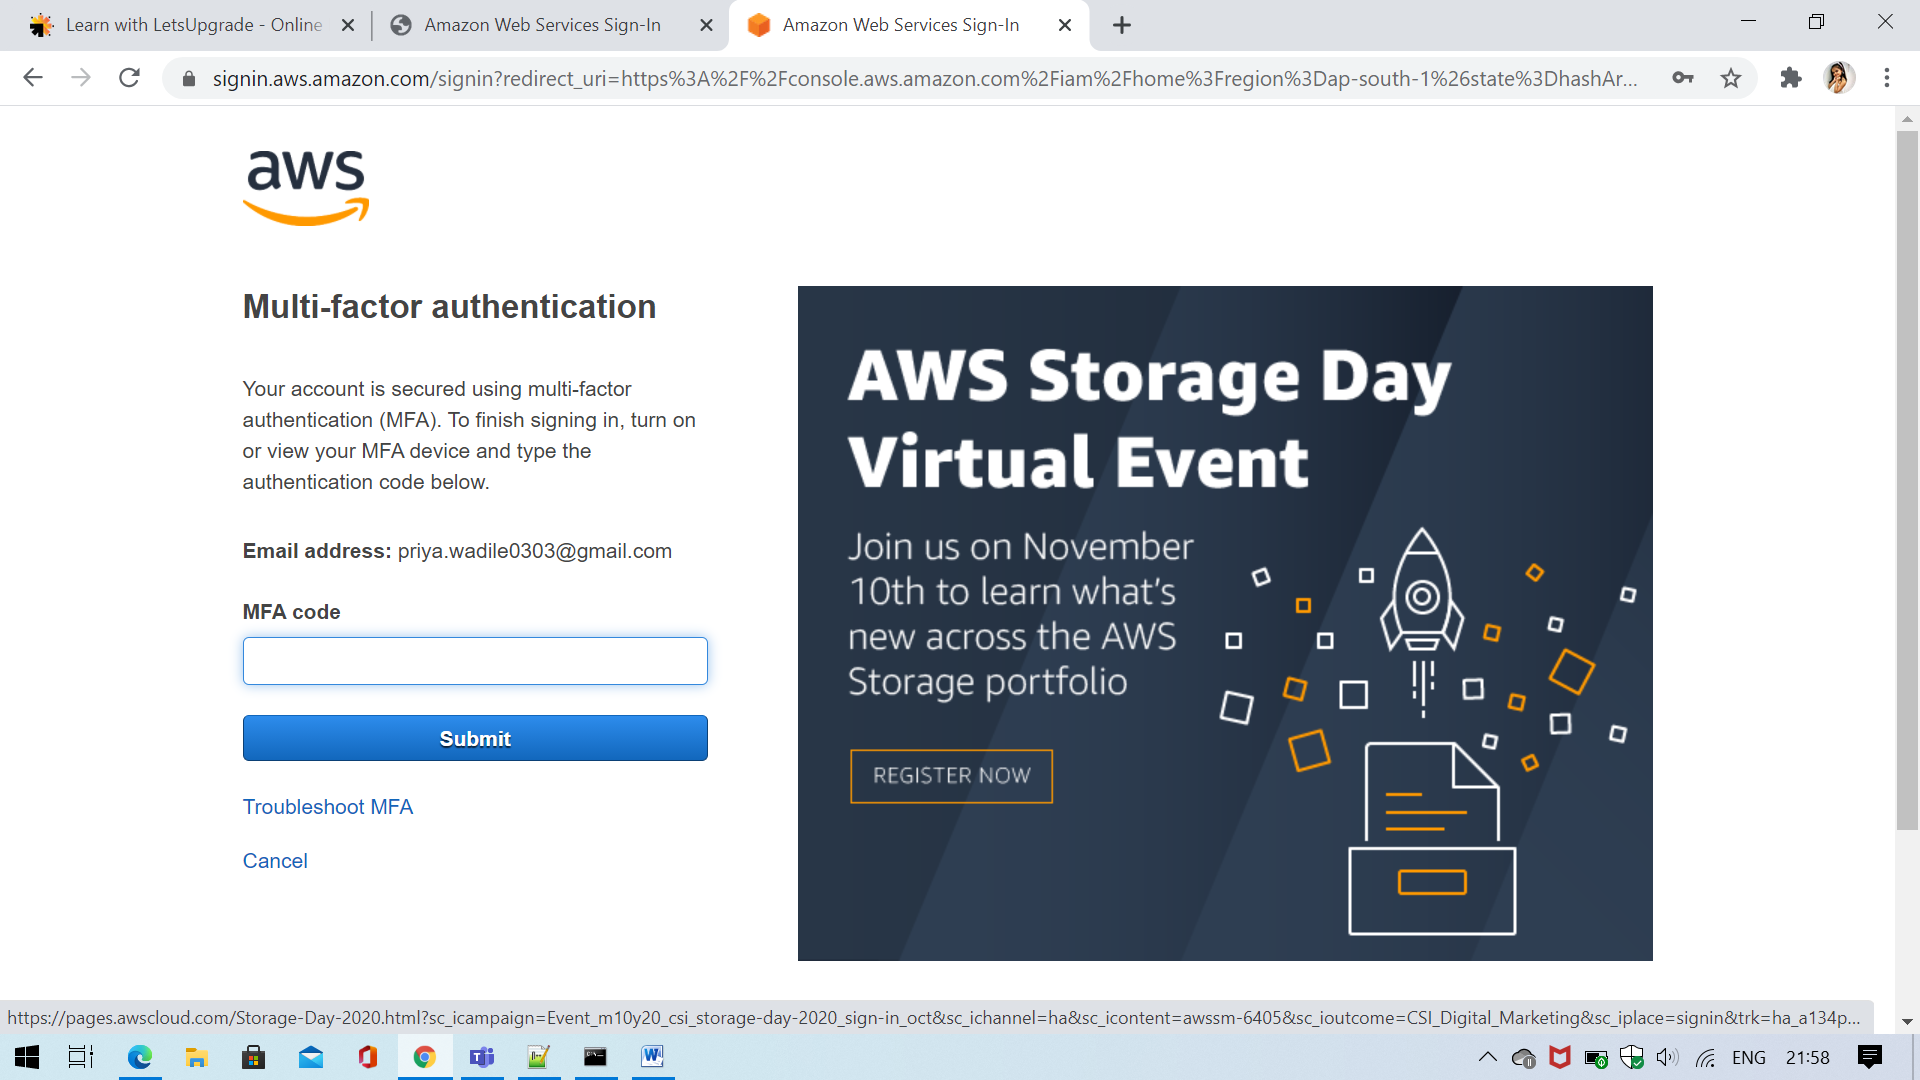 Learn with LetsUpgrade - Online
Amazon Web Services Sign-In
Amazon Web Services Sign-In
signin.aws.amazon.com/signin?redirect_uri=https%3A%2F%2Fconsole.aws.amazon.com%2Fiam%2Fhome%3Fregion%3Dap-south-1%26state%3DhashAr...
aws
Multi-factor authentication
Your account is secured using multi-factor
authentication (MFA). To finish signing in, turn on
or view your MFA device and type the
authentication code below.
Email address: priya.wadile0303@gmail.com
MFA code
Submit
Troubleshoot MFA
Cancel
AWS Storage Day
Virtual Event
Join us on November
10th to learn what's
new across the AWS
Storage portfolio
REGISTER NOW
https://pages.awscloud.com/Storage-Day-2020.html?sc_icampaign=Event_m10y20_csi_storage-day-2020_sign-in_oct&sc_ichannel=ha&sc_icontent=awssm-6405&sc_ioutcome=CSI_Digital_Marketing&sc_iplace=signin&trk=ha_a134p...
ENG
21:58